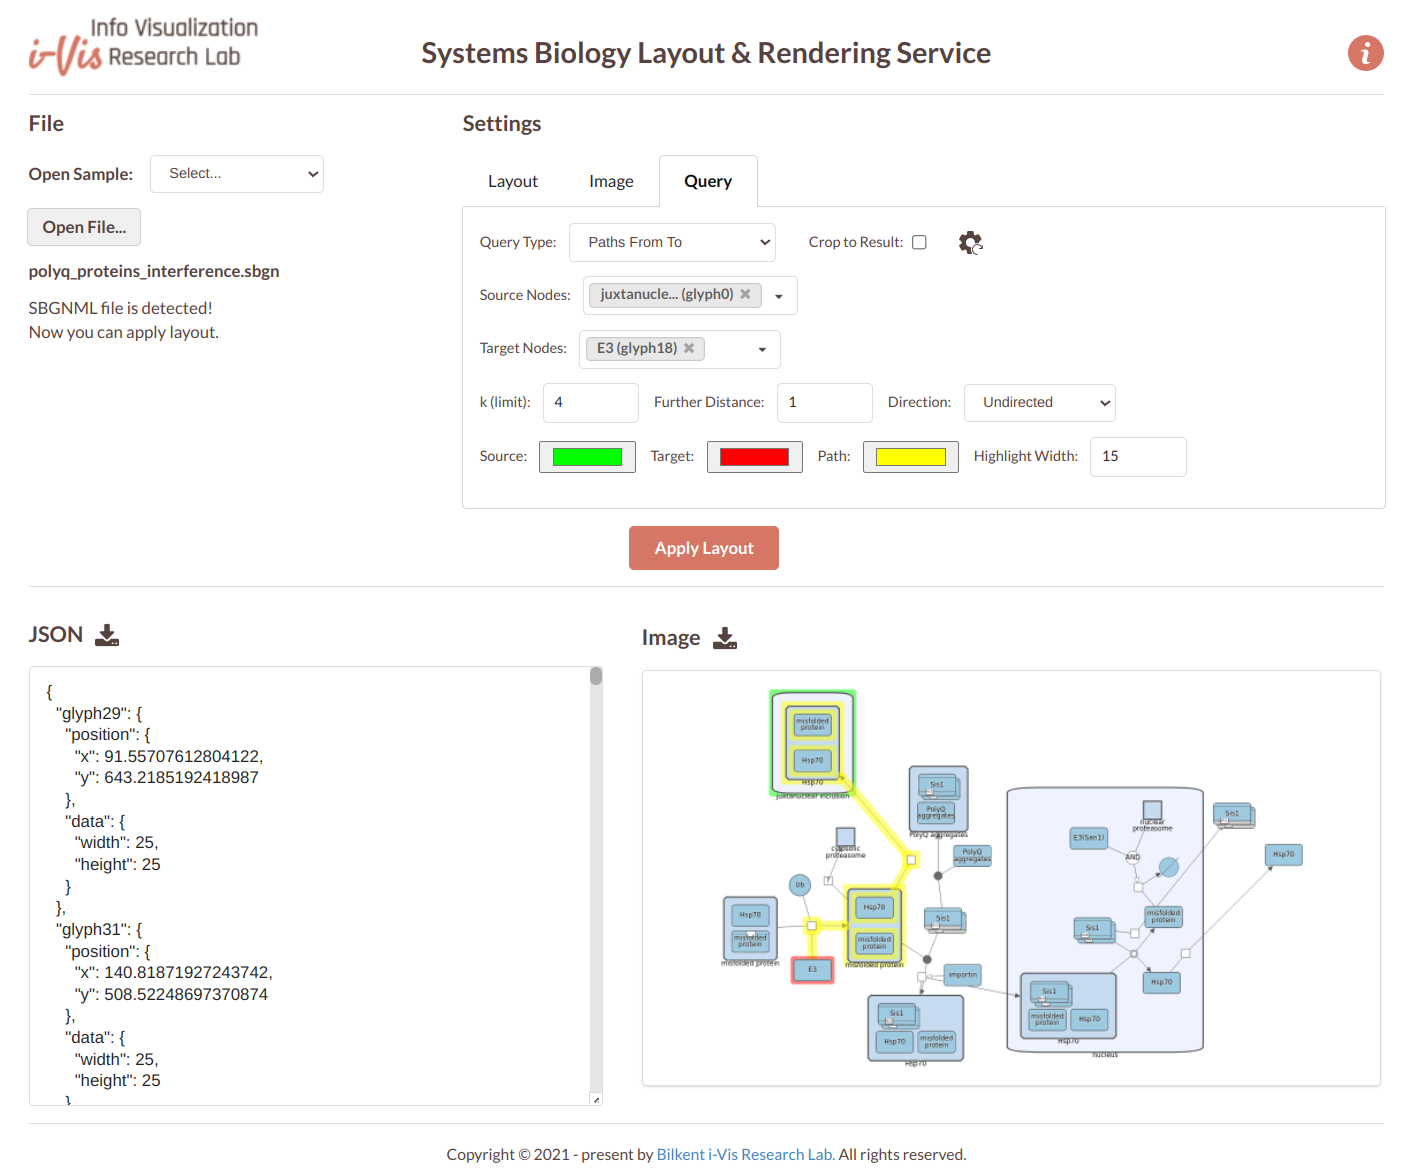 Info Visualization
i-Vis Research Lab
Systems Biology Layout & Rendering Service
i
File
Settings
Open Sample: Select...
Layout Image Query
Open File...
Query Type: Paths From To Crop to Result:
polyq_proteins_interference.sbgn
Source Nodes: juxtanucle... (glyph0) ✖
SBGNML file is detected!
Now you can apply layout.
Target Nodes: E3 (glyph18) ✖
k (limit): 4 Further Distance: 1 Direction: Undirected
Source: Target: Path: Highlight Width: 15
Apply Layout
JSON
Image
{
"glyph29": {
"position": {
"x": 91.55707612804122,
"y": 643.2185192418987
},
"data": {
"width": 25,
"height": 25
}
},
"glyph31": {
"position": {
"x": 140.81871927243742,
"y": 508.52248697370874
},
"data": {
"width": 25,
"height": 25
}
misfolded
protein
Hsp70
Hsp70
juxtanuclear inclusion
Sis1
PolyQ
aggregates
PolyQ aggregates
PolyQ
aggregates
proteasome
?
Ub
Hsp70
misfolded
protein
misfolded protein
Hsp70
misfolded
protein
misfolded protein
E3
Sis1
importin
Sis1
Hsp70
misfolded
protein
Hsp70
nuclear
proteasome
E3(San1)
AND
misfolded
protein
Sis1
Hsp70
Sis1
misfolded
protein
Hsp70
Hsp70
nucleus
Sis1
Hsp70
Copyright © 2021 - present by Bilkent i-Vis Research Lab. All rights reserved.